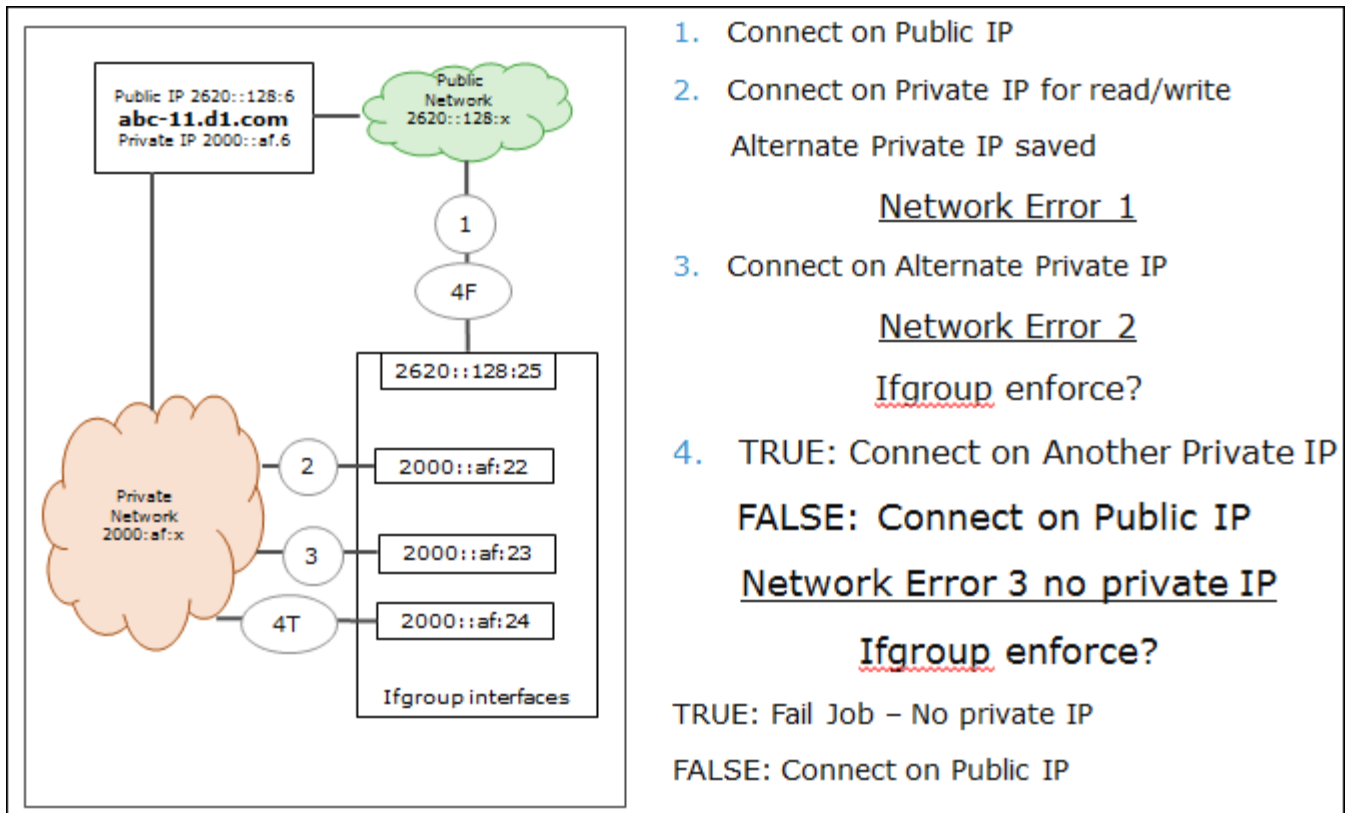 Public IP 2620::128:6
abc-11.d1.com
Private IP 2000::af.6
Public
Network
2620::128:x
1
4F
2620::128:25
2
2000::af:22
Private
Network
2000:af:x
3
2000::af:23
4T
2000::af:24
Ifgroup interfaces
1. Connect on Public IP
2. Connect on Private IP for read/write
Alternate Private IP saved
Network Error 1
3. Connect on Alternate Private IP
Network Error 2
Ifgroup enforce?
4. TRUE: Connect on Another Private IP
FALSE: Connect on Public IP
Network Error 3 no private IP
Ifgroup enforce?
TRUE: Fail Job – No private IP
FALSE: Connect on Public IP